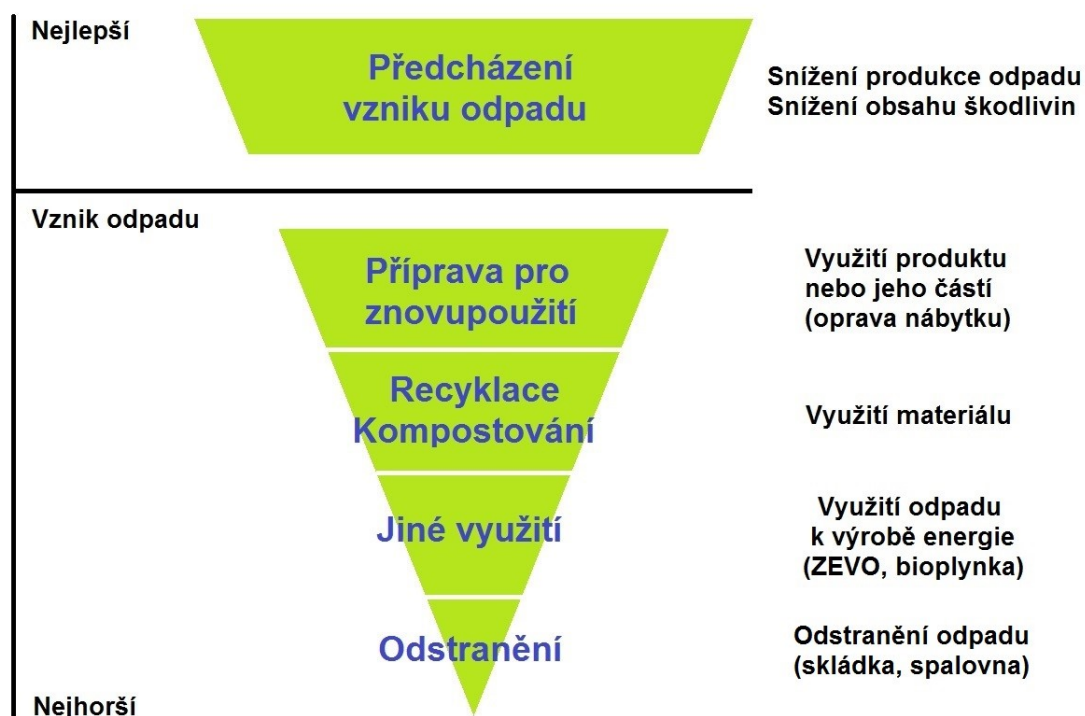 Nejlepší
Předcházení
vzniku odpadu
Snížení produkce odpadu
Snížení obsahu škodlivin
Vznik odpadu
Příprava pro
znovupoužití
Využití produktu
nebo jeho částí
(oprava nábytku)
Recyklace
Kompostování
Využití materiálu
Jiné využití
Využití odpadu
k výrobě energie
(ZEVO, bioplynka)
Odstranění
Odstranění odpadu
(skládka, spalovna)
Nejhorší